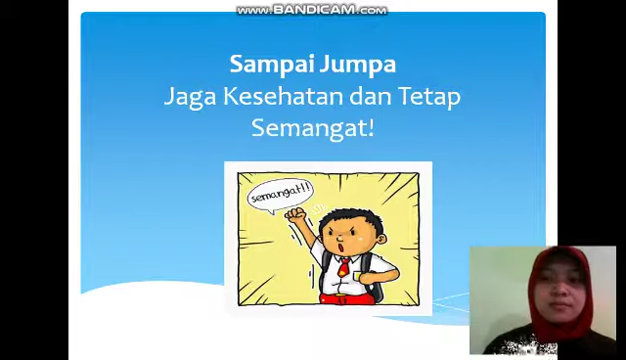 www.BANDICAM.com
Sampai Jumpa
Jaga Kesehatan dan Tetap
Semangat!
semangat!!